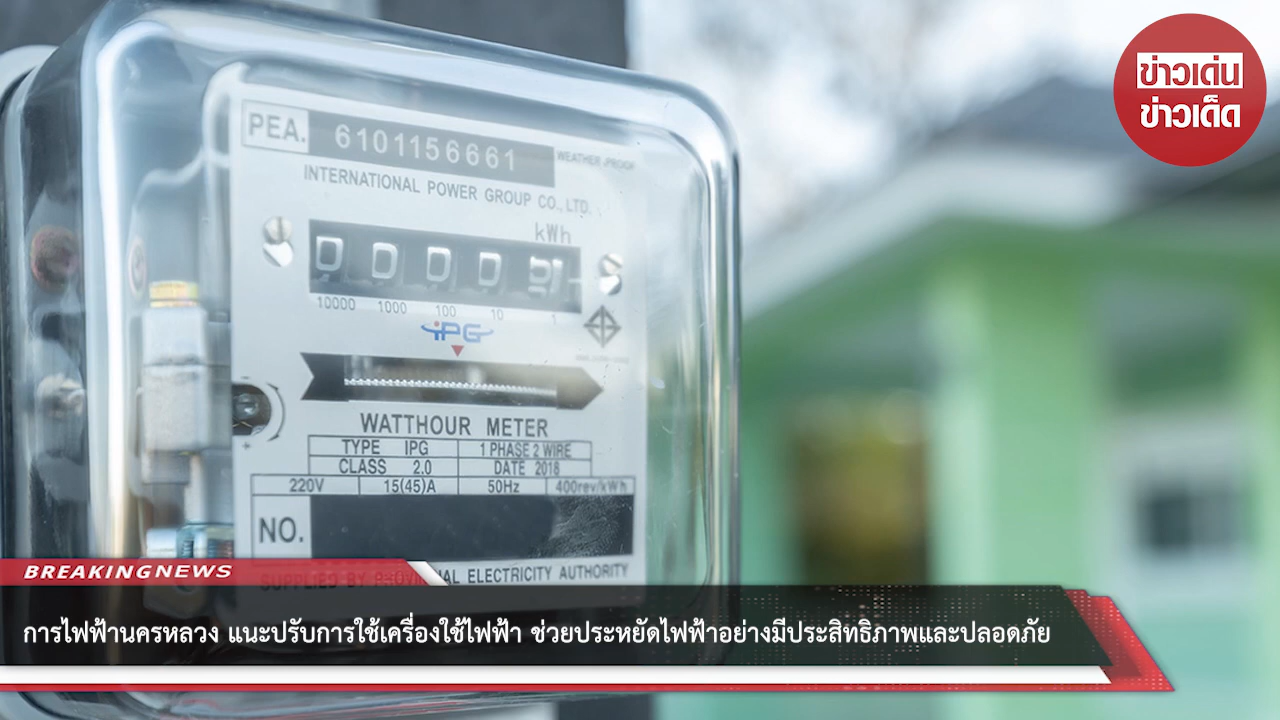 ข่าวเด่น
ข่าวเด็ด
PEA. 6101156661
WEATHER-PROOF
INTERNATIONAL POWER GROUP CO.,LTD.
kWh
0 0 0 0
10000 1000 100 10 1
iPG
WATTHOUR METER
TYPE IPG 1 PHASE 2 WIRE
CLASS 2.0 DATE 2018
220V 15(45)A 50Hz 400rev/kWh
NO.
SUPPLIED BY PROVINCIAL ELECTRICITY AUTHORITY
BREAKING NEWS
การไฟฟ้านครหลวง แนะปรับการใช้เครื่องใช้ไฟฟ้า ช่วยประหยัดไฟฟ้าอย่างมีประสิทธิภาพและปลอดภัย